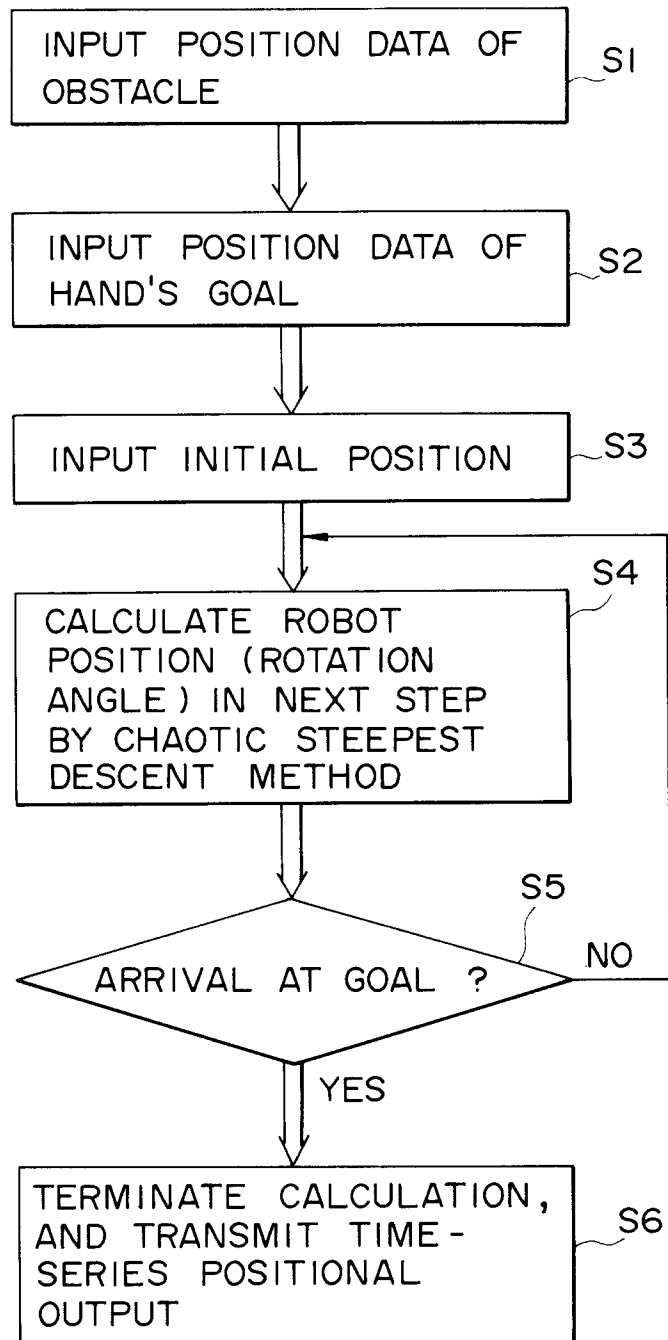 INPUT POSITION DATA OF
OBSTACLE
S1
INPUT POSITION DATA OF
HAND'S GOAL
S2
INPUT INITIAL POSITION
S3
CALCULATE ROBOT
POSITION (ROTATION
ANGLE) IN NEXT STEP
BY CHAOTIC STEEPEST
DESCENT METHOD
S4
ARRIVAL AT GOAL ?
S5
NO
YES
TERMINATE CALCULATION,
AND TRANSMIT TIME-
SERIES POSITIONAL
OUTPUT
S6